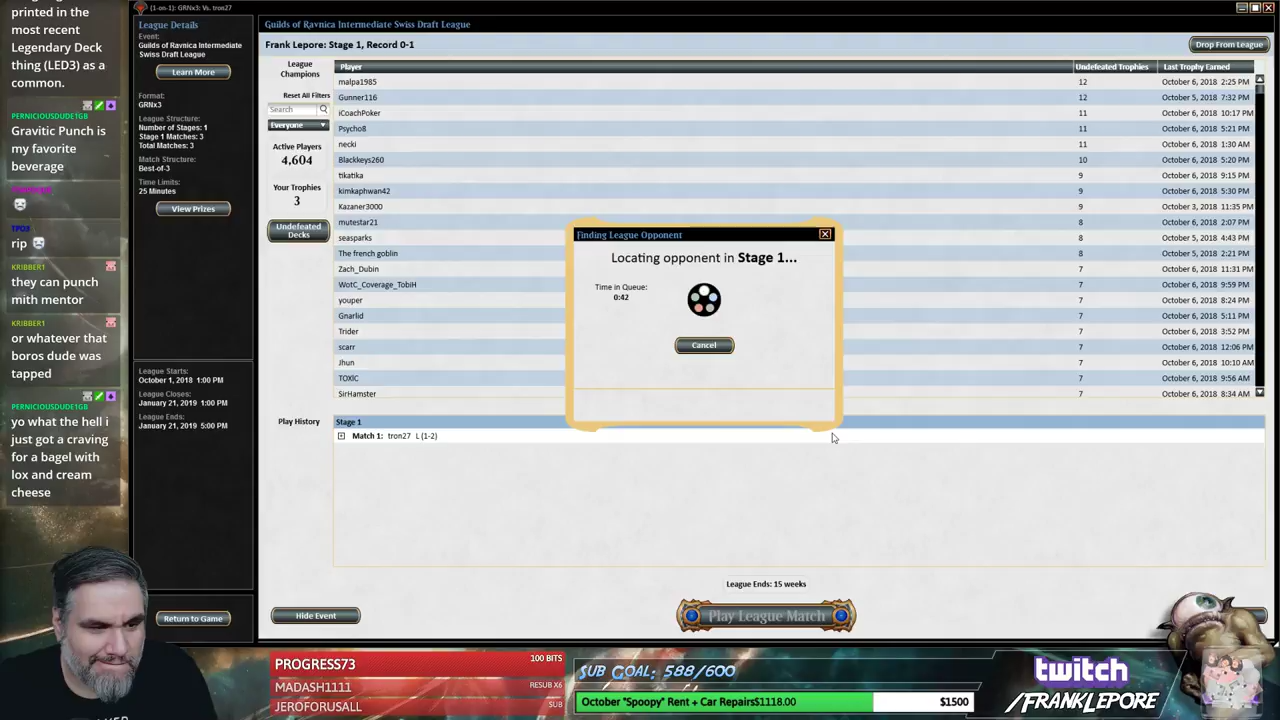 printed in the
most recent
Legendary Deck
thing (LED3) as a
common.
PERNICIOUSDUDETGB
Gravitic Punch is
my favorite
beverage
TPO3
rip
KRIBBER1
they can punch
with mentor
KRIBBER1
or whatever that
boros dude was
tapped
PERNICIOUSDUDETGB
yo what the hell i
just got a craving
for a bagel with
lox and cream
cheese
(1-on-1): GRNx3: Vs. tron27
League Details
Event:
Guilds of Ravnica Intermediate
Swiss Draft League
Learn More
Format:
GRNx3
League Structure:
Number of Stages: 1
Stage 1 Matches: 3
Total Matches: 3
Match Structure:
Best-of-3
Time Limits:
25 Minutes
View Prizes
League Starts:
October 1, 2018 1:00 PM
League Closes:
January 21, 2019 1:00 PM
League Ends:
January 21, 2019 5:00 PM
Return to Game
Guilds of Ravnica Intermediate Swiss Draft League
Frank Lepore: Stage 1, Record 0-1
Drop From League
League
Champions
Reset All Filters
Search
Everyone
Active Players
4,604
Your Trophies
3
Undefeated
Decks
Player Undefeated Trophies Last Trophy Earned
malpa1985 12 October 6, 2018 2:25 PM
Gunner116 12 October 5, 2018 7:32 PM
iCoachPoker 11 October 6, 2018 10:17 PM
Psycho8 11 October 6, 2018 5:21 PM
necki 11 October 6, 2018 1:30 AM
Blackkeys260 10 October 6, 2018 5:20 PM
tikatika 9 October 6, 2018 9:15 PM
kimkaphwan42 9 October 6, 2018 5:30 PM
Kazaner3000 9 October 3, 2018 11:35 PM
mutestar21 8 October 6, 2018 2:07 PM
seasparks 8 October 5, 2018 4:43 PM
The french goblin 8 October 5, 2018 2:21 PM
Zach_Dubin 7 October 6, 2018 11:31 PM
WotC_Coverage_TobiH 7 October 6, 2018 9:59 PM
youper 7 October 6, 2018 8:24 PM
Gnarlid 7 October 6, 2018 5:11 PM
Trider 7 October 6, 2018 3:52 PM
scarr 7 October 6, 2018 12:06 PM
Jhun 7 October 6, 2018 10:10 AM
TOXIC 7 October 6, 2018 9:56 AM
SirHamster 7 October 6, 2018 8:34 AM
Finding League Opponent
Locating opponent in Stage 1...
Time in Queue:
0:42
Cancel
Play History
Stage 1
Match 1: tron27 L (1-2)
League Ends: 15 weeks
Hide Event
Play League Match
PROGRESS73 100 BITS
MADASH1111 RESUB X6
JEROFORUSALL SUB
SUB GOAL: 588/600
October "Spoopy" Rent + Car Repairs $1118.00 $1500
twitch
/FRANKLEPORE